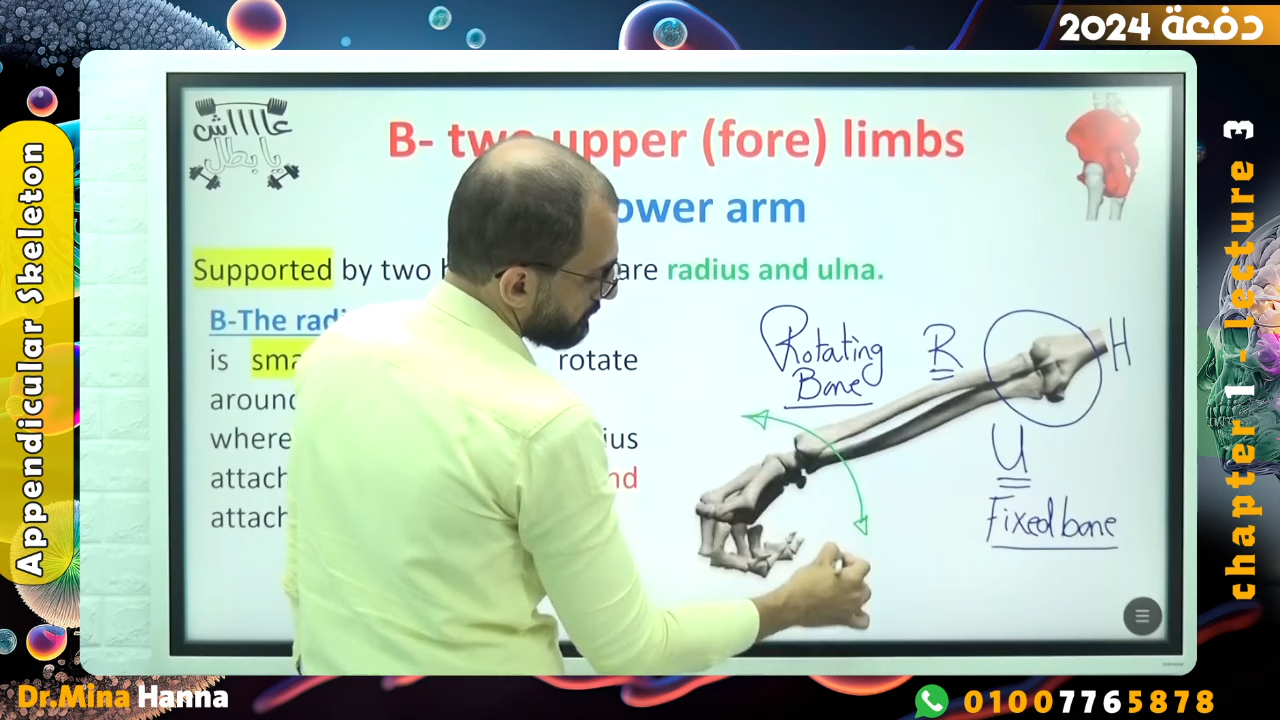 دفعة 2024
عاااااش
يا بطل
B- two upper (fore) limbs
ower arm
Supported by two are radius and ulna.
B-The radi
is sma rotate
around
where ius
attach nd
attach
Rotating
Bone
R
H
U
Fixed bone
Appendicular Skeleton
chapter 1 - lecture 3
Dr.Mina Hanna
01007765878